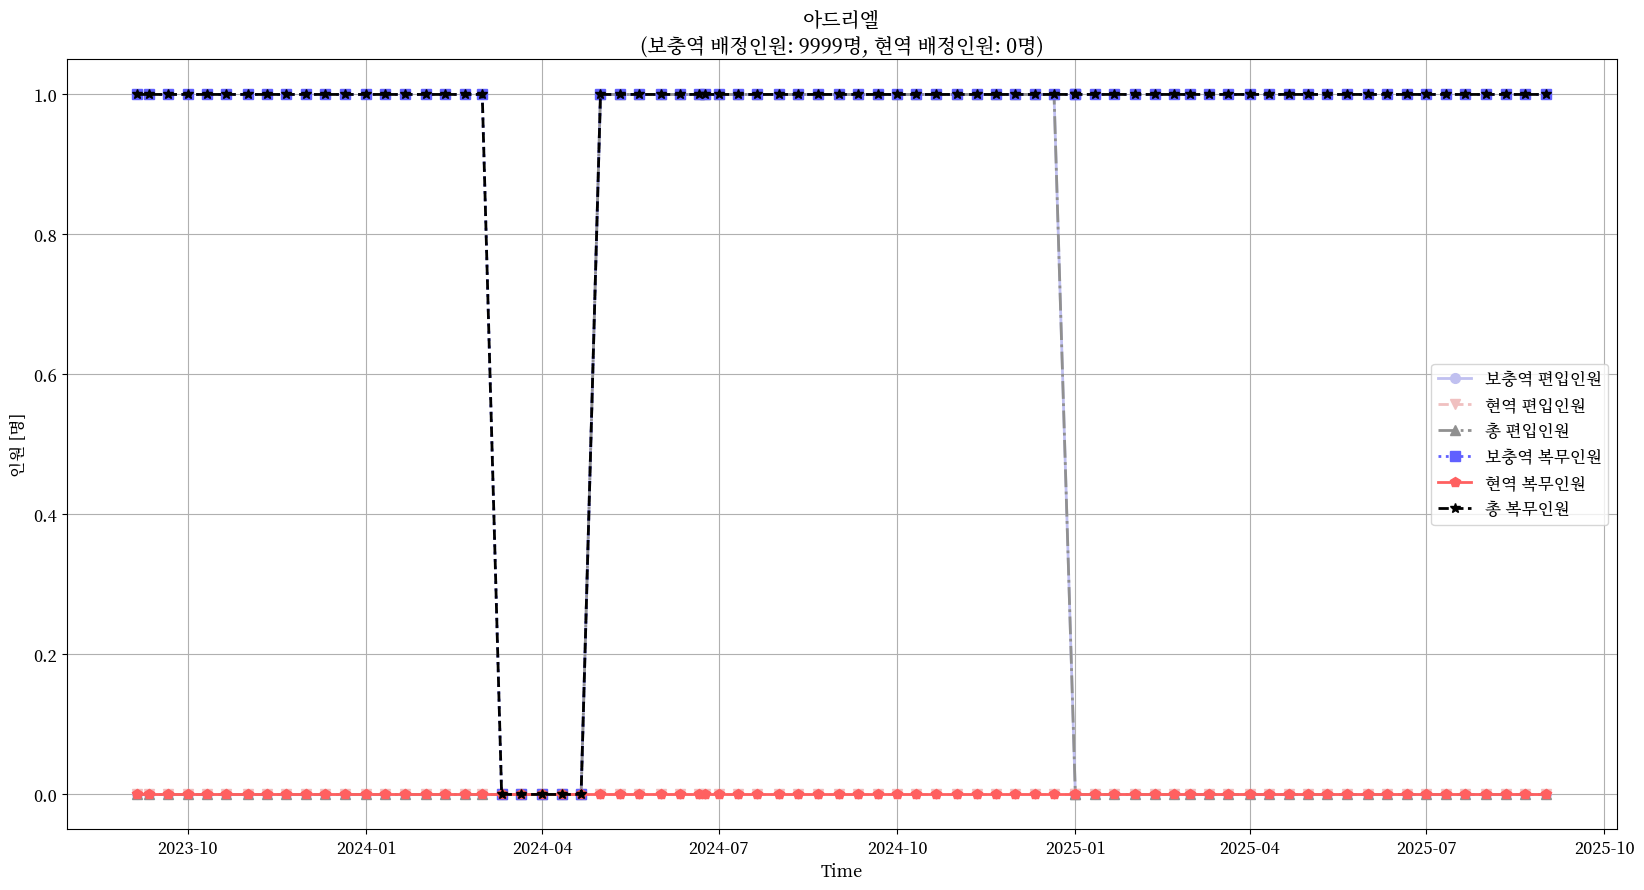 아드리엘
(보충역 배정인원: 9999명, 현역 배정인원: 0명)
1.0
0.8
0.6
0.4
0.2
0.0
인원 [명]
보충역 편입인원
현역 편입인원
총 편입인원
보충역 복무인원
현역 복무인원
총 복무인원
2023-10
2024-01
2024-04
2024-07
2024-10
2025-01
2025-04
2025-07
2025-10
Time